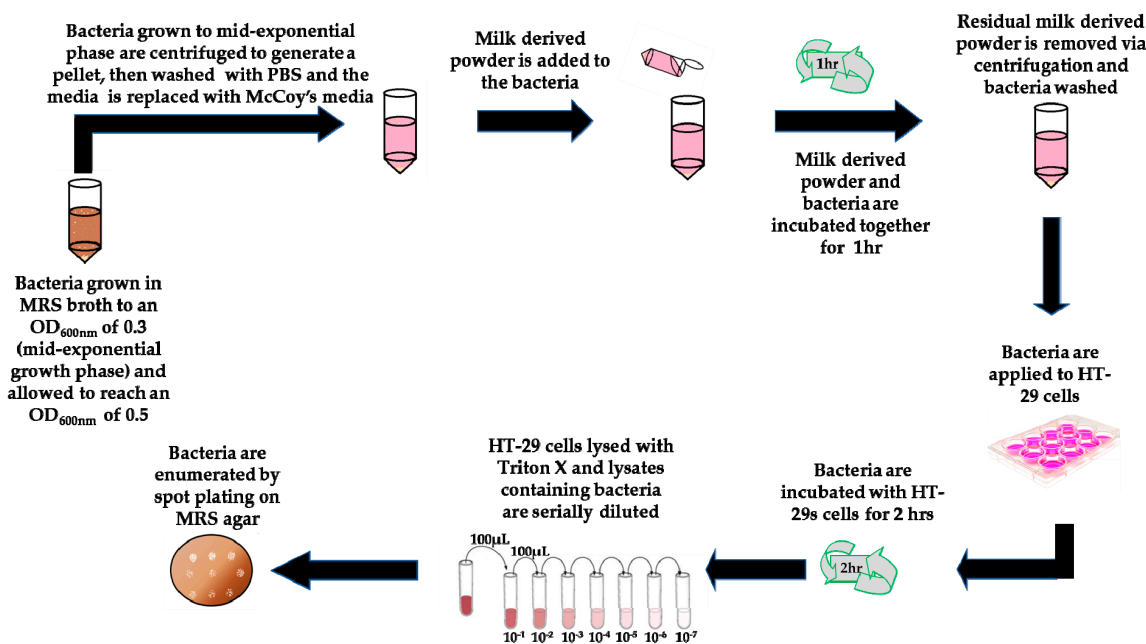 Bacteria grown to mid-exponential
phase are centrifuged to generate a
pellet, then washed with PBS and the
media is replaced with McCoy's media
Milk derived
powder is added to
the bacteria
1hr
Residual milk derived
powder is removed via
centrifugation and
bacteria washed
Milk derived
powder and
bacteria are
incubated together
for 1hr
Bacteria grown in
MRS broth to an
OD600nm of 0.3
(mid-exponential
growth phase) and
allowed to reach an
OD600nm of 0.5
Bacteria are
applied to HT-
29 cells
Bacteria are
incubated with HT-
29s cells for 2 hrs
2hr
HT-29 cells lysed with
Triton X and lysates
containing bacteria
are serially diluted
100µL
100µL
10-1 10-2 10-3 10-4 10-5 10-6 10-7
Bacteria are
enumerated by
spot plating on
MRS agar